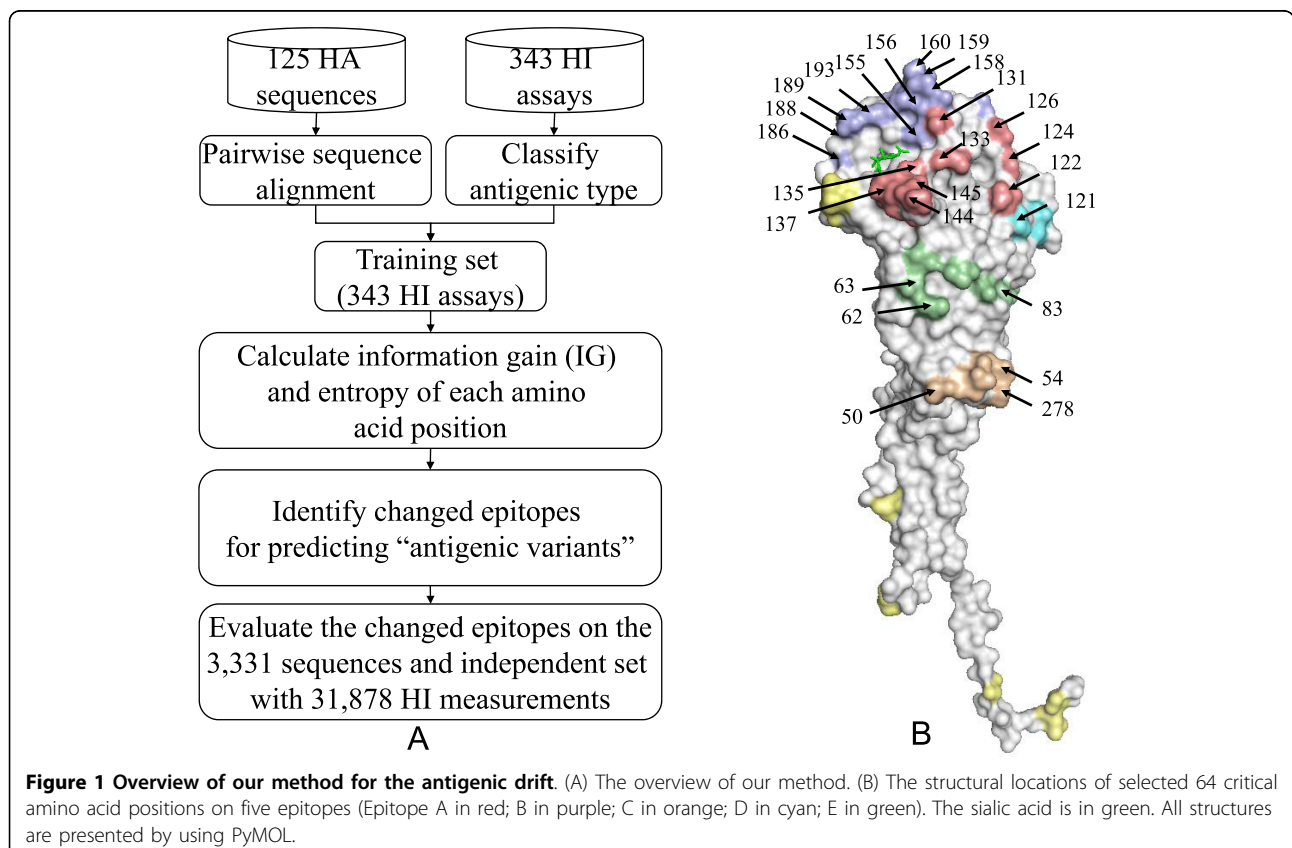 125 HA
sequences
343 HI
assays
Pairwise sequence
alignment
Classify
antigenic type
Training set
(343 HI assays)
Calculate information gain (IG)
and entropy of each amino
acid position
Identify changed epitopes
for predicting “antigenic variants”
Evaluate the changed epitopes on the
3,331 sequences and independent set
with 31,878 HI measurements
A
156
160
159
193
155
158
189
131
188
126
186
133
124
122
135
145
121
137
144
63
83
62
54
50
278
B
Figure 1 Overview of our method for the antigenic drift. (A) The overview of our method. (B) The structural locations of selected 64 critical
amino acid positions on five epitopes (Epitope A in red; B in purple; C in orange; D in cyan; E in green). The sialic acid is in green. All structures
are presented by using PyMOL.